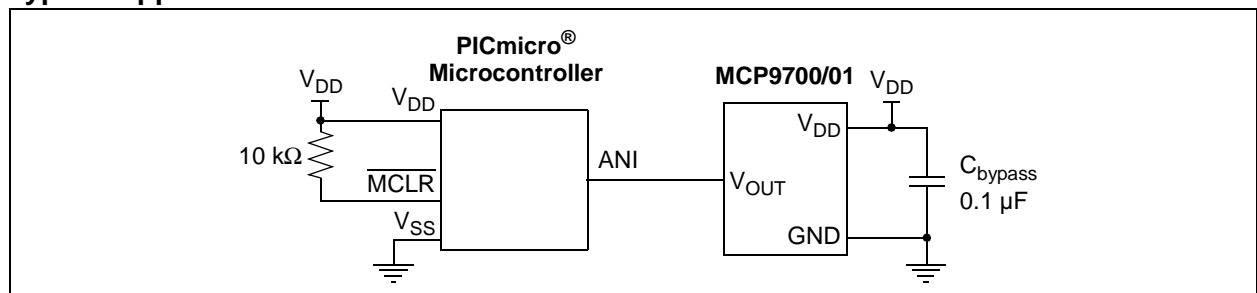 PICmicro®
Microcontroller
MCP9700/01
VDD
VDD
VDD
VDD
10 kΩ
ANI
MCLR
VOUT
Cbypass
0.1 µF
VSS
GND